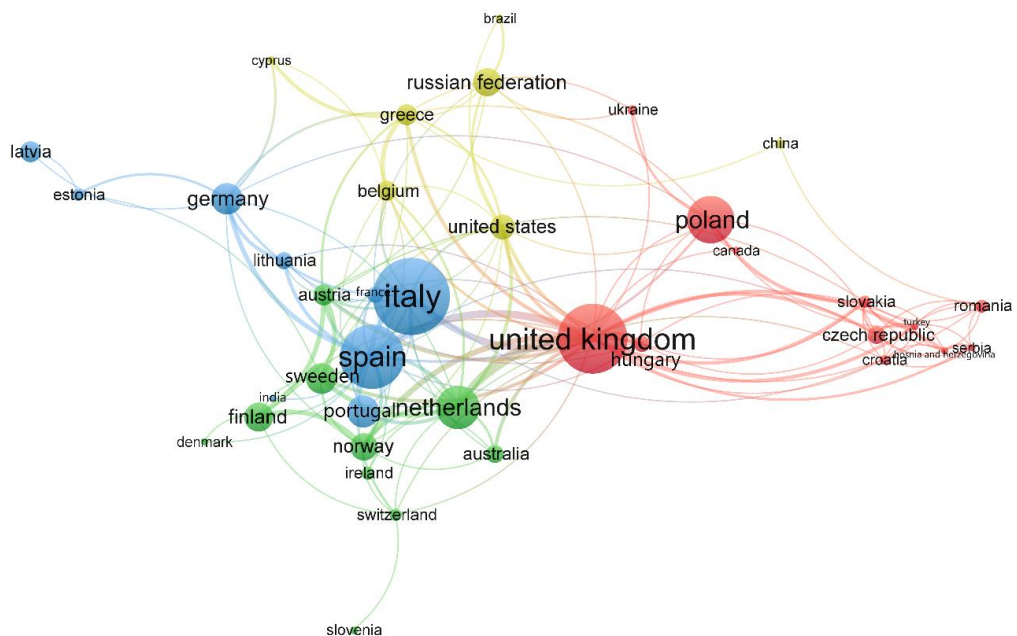 brazil
cyprus
russian federation
ukraine
greece
china
latvia
estonia
germany
belgium
united states
poland
canada
lithuania
austria
france
italy
slovakia
romania
turkey
czech republic
united kingdom
hungary
bosnia and herzegovina
serbia
croatia
spain
sweeden
india
finland
portugal
netherlands
denmark
norway
australia
ireland
switzerland
slovenia